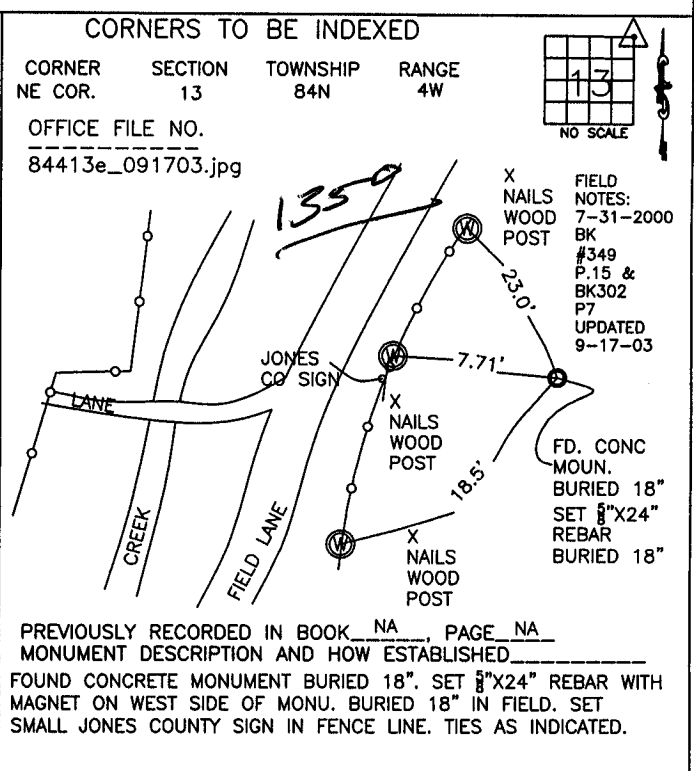 CORNERS TO BE INDEXED
CORNER SECTION TOWNSHIP RANGE
NE COR. 13 84N 4W
OFFICE FILE NO.
84413e_091703.jpg
13
NO SCALE
1350
X
NAILS
WOOD
POST
FIELD
NOTES:
7-31-2000
BK
#349
P.15 &
BK302
P7
UPDATED
9-17-03
W
23.0'
JONES
CO SIGN
W
7.71'
LANE
X
NAILS
WOOD
POST
18.5'
FD. CONC
MOUN.
BURIED 18"
SET 5/8"X24"
REBAR
BURIED 18"
CREEK
FIELD LANE
W
X
NAILS
WOOD
POST
PREVIOUSLY RECORDED IN BOOK__NA__, PAGE__NA__
MONUMENT DESCRIPTION AND HOW ESTABLISHED__________
FOUND CONCRETE MONUMENT BURIED 18". SET 5/8"X24" REBAR WITH
MAGNET ON WEST SIDE OF MONU. BURIED 18" IN FIELD. SET
SMALL JONES COUNTY SIGN IN FENCE LINE. TIES AS INDICATED.